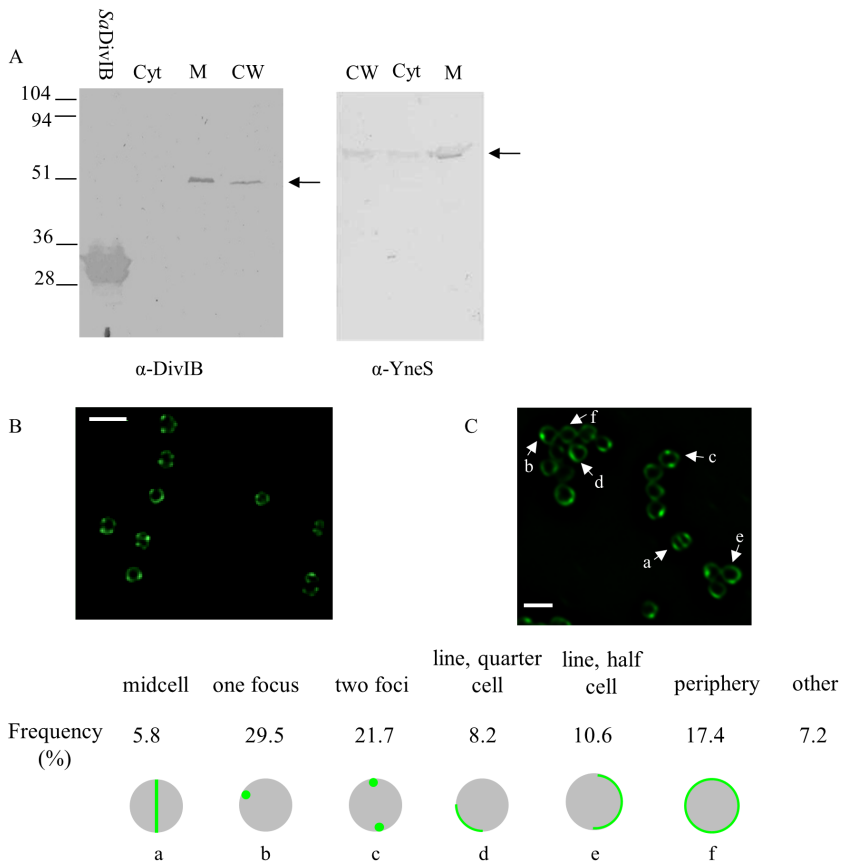 A
SaDivIB
Cyt
M
CW
CW
Cyt
M
104
94
51
36
28
α-DivIB
α-YneS
B
C
f
b
d
c
a
e
midcell
one focus
two foci
line, quarter
cell
line, half
cell
periphery
other
Frequency
(%)
5.8
29.5
21.7
8.2
10.6
17.4
7.2
a
b
c
d
e
f